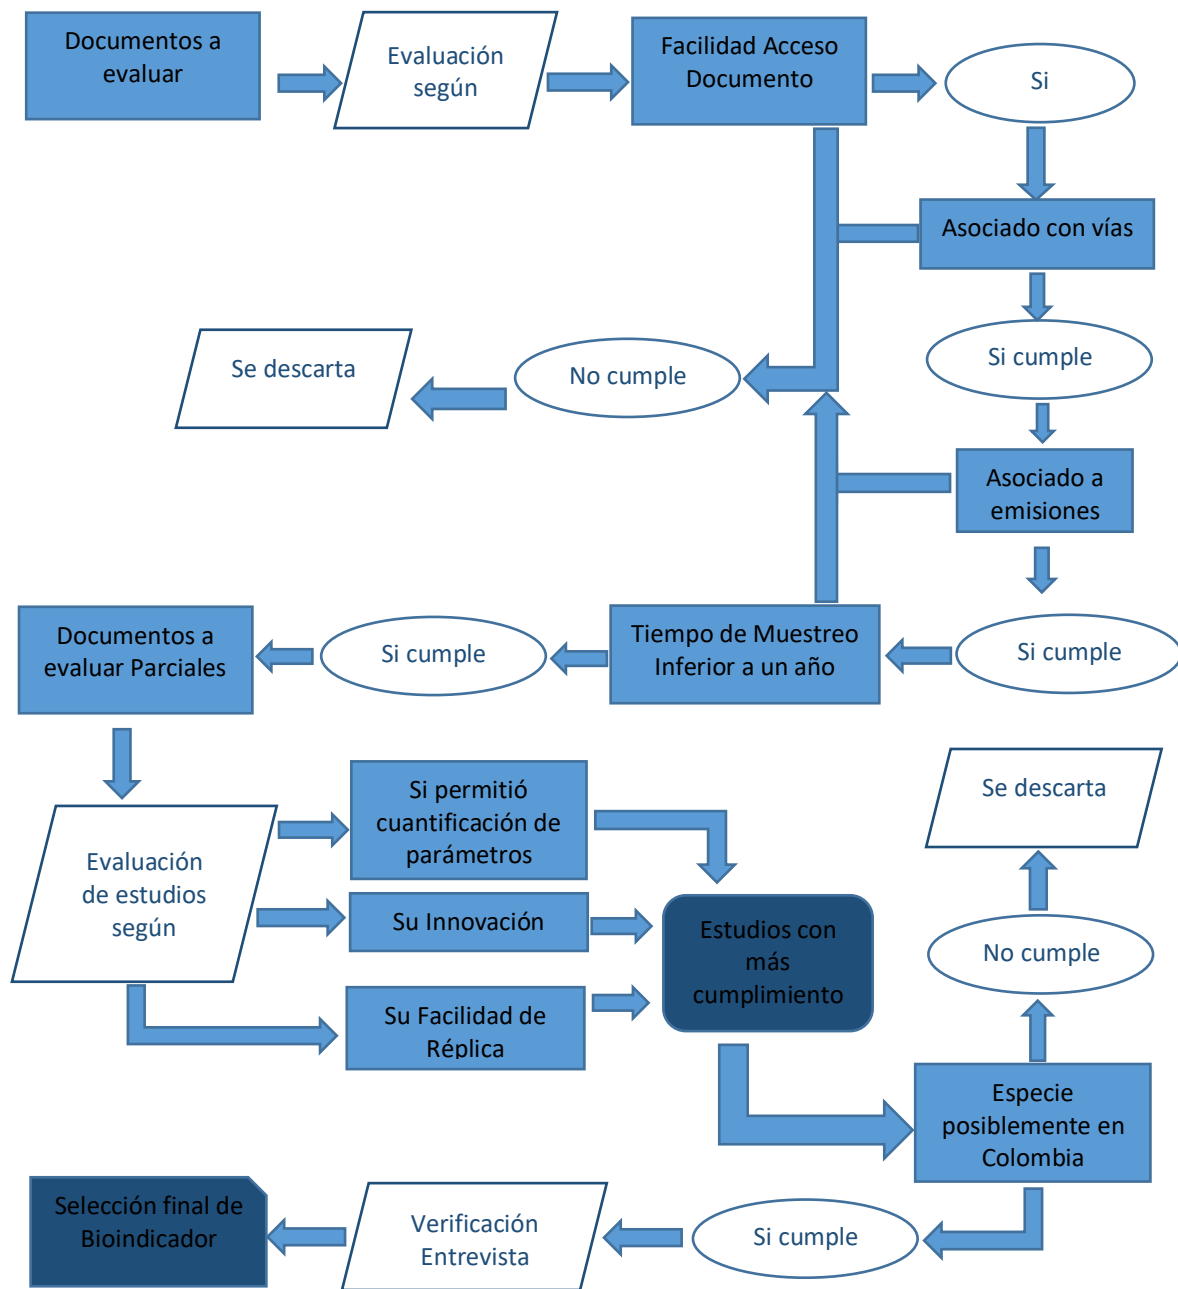 Documentos a
evaluar
Evaluación
según
Facilidad Acceso
Documento
Si
Asociado con vías
Si cumple
No cumple
Se descarta
Asociado a
emisiones
Si cumple
Tiempo de Muestreo
Inferior a un año
Si cumple
Documentos a
evaluar Parciales
Evaluación
de estudios
según
Si permitió
cuantificación de
parámetros
Su Innovación
Su Facilidad de
Réplica
Estudios con
más
cumplimiento
Se descarta
No cumple
Especie
posiblemente en
Colombia
Si cumple
Verificación
Entrevista
Selección final de
Bioindicador